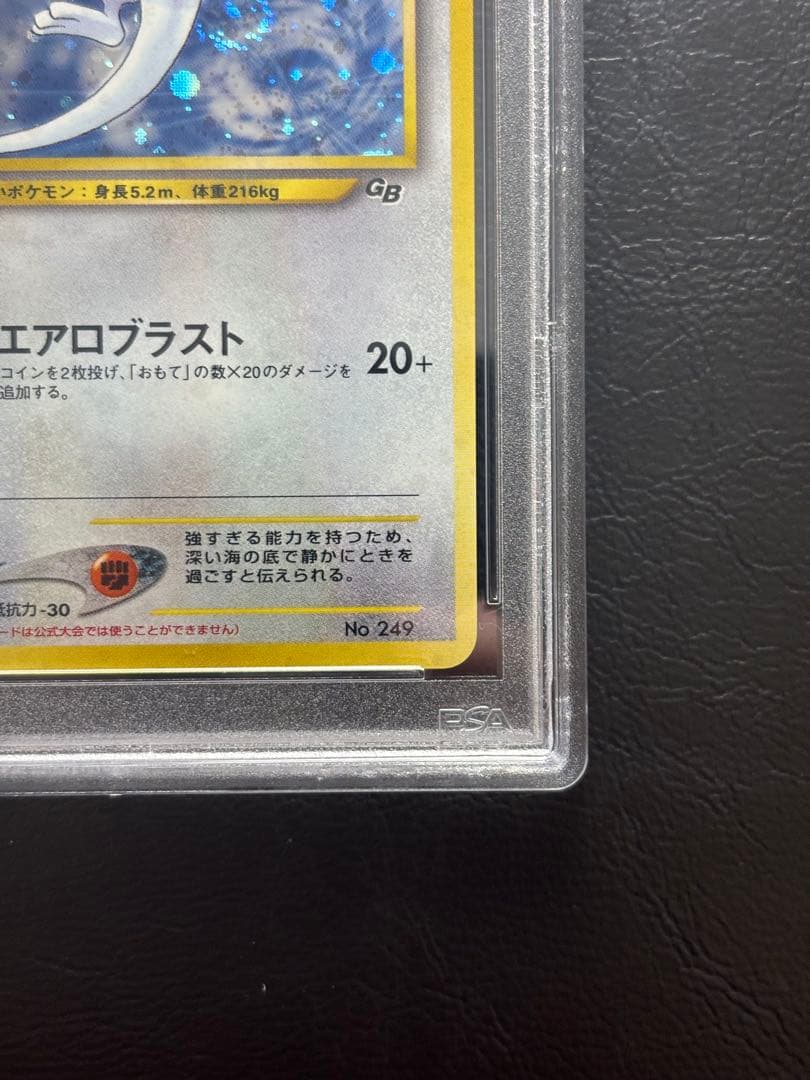 いポケモン：身長5.2m、体重216kg
GB
エアロブラスト
20+
コインを2枚投げ、「おもて」の数×20のダメージを
追加する。
強すぎる能力を持つため、
深い海の底で静かにときを
過ごすと伝えられる。
抵抗力-30
ードは公式大会では使うことができません）
No 249
PSA